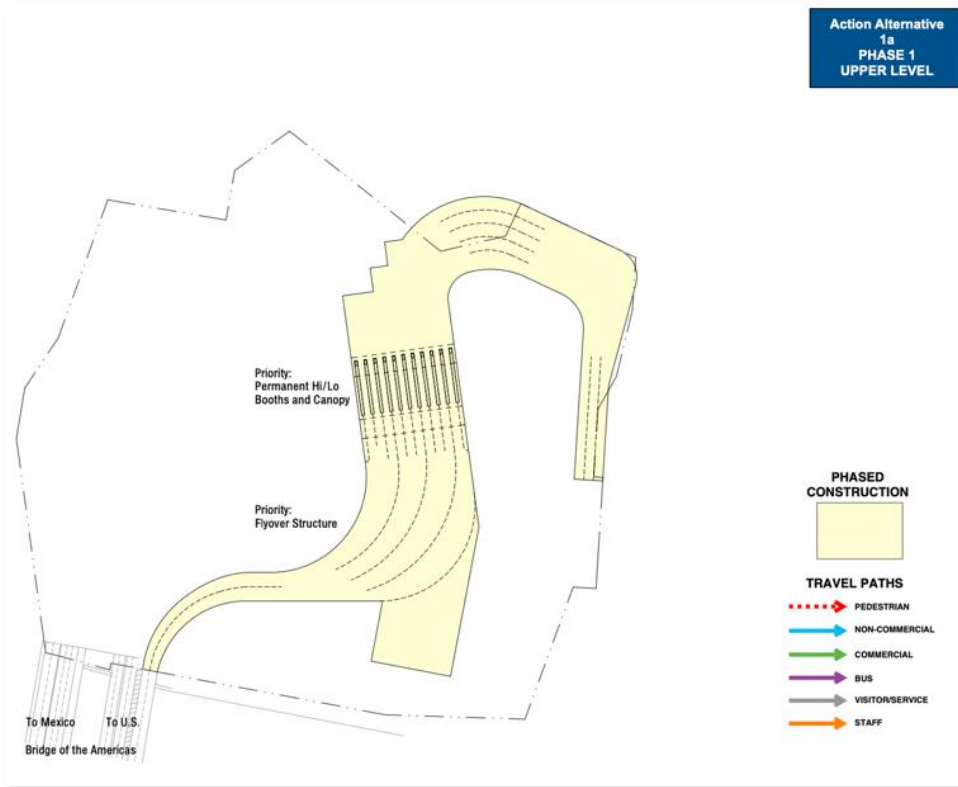 Action Alternative
1a
PHASE 1
UPPER LEVEL
Priority:
Permanent Hi/Lo
Booths and Canopy
Priority:
Flyover Structure
PHASED
CONSTRUCTION
TRAVEL PATHS
PEDESTRIAN
NON-COMMERCIAL
COMMERCIAL
BUS
VISITOR/SERVICE
STAFF
To Mexico
To U.S.
Bridge of the Americas